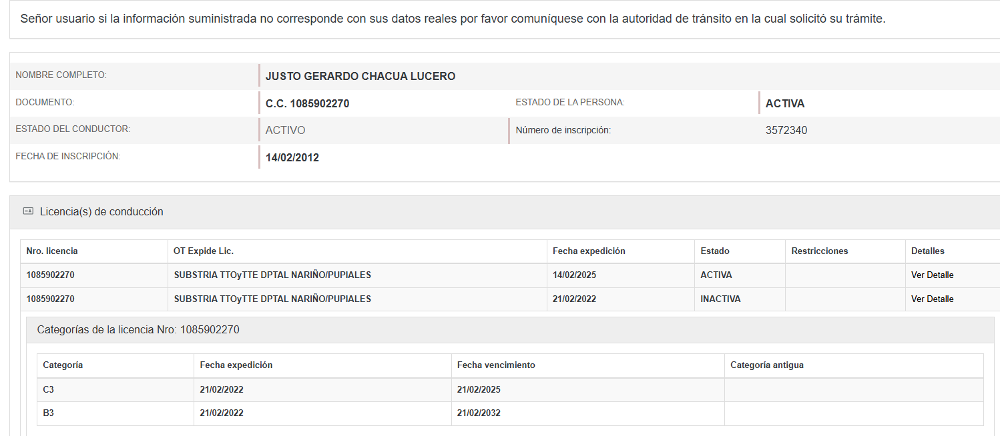 Señor usuario si la información suministrada no corresponde con sus datos reales por favor comuníquese con la autoridad de tránsito en la cual solicitó su trámite.
NOMBRE COMPLETO: JUSTO GERARDO CHACUA LUCERO
DOCUMENTO: C.C. 1085902270 ESTADO DE LA PERSONA: ACTIVA
ESTADO DEL CONDUCTOR: ACTIVO Número de inscripción: 3572340
FECHA DE INSCRIPCIÓN: 14/02/2012
Licencia(s) de conducción
Nro. licencia OT Expide Lic. Fecha expedición Estado Restricciones Detalles
1085902270 SUBSTRIA TTOyTTE DPTAL NARIÑO/PUPIALES 14/02/2025 ACTIVA Ver Detalle
1085902270 SUBSTRIA TTOyTTE DPTAL NARIÑO/PUPIALES 21/02/2022 INACTIVA Ver Detalle
Categorías de la licencia Nro: 1085902270
Categoría Fecha expedición Fecha vencimiento Categoría antigua
C3 21/02/2022 21/02/2025
B3 21/02/2022 21/02/2032